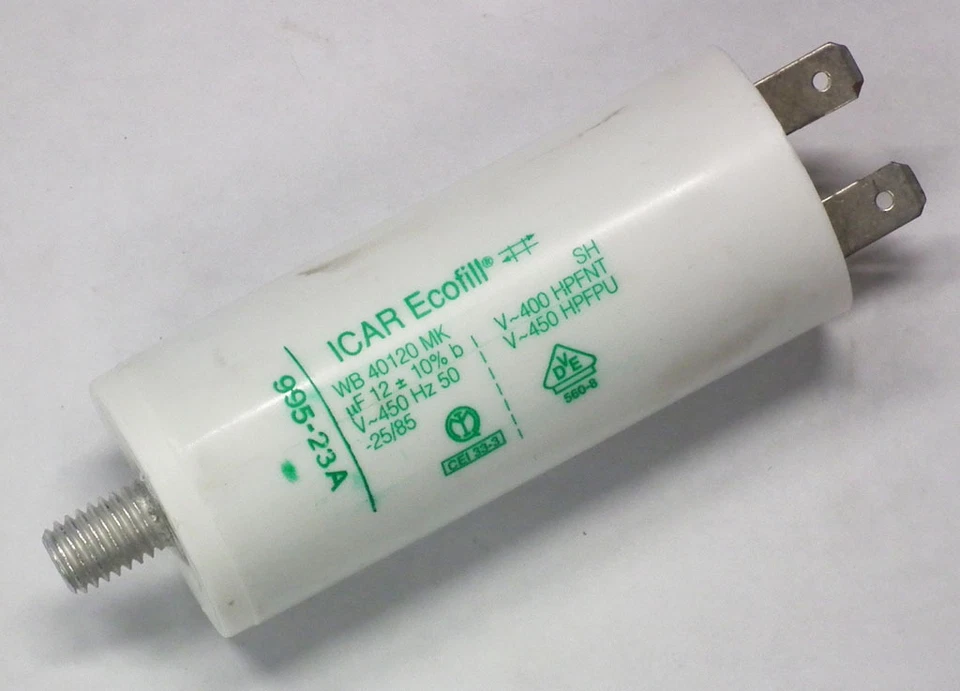 ICAR Ecofill®
WB 40120 MK
µF 12 ± 10% b
V~450 Hz 50
-25/85
CEI 33-3
SH
V~400 HPFNT
V~450 HPFPU
DVE
560-8
995-23A